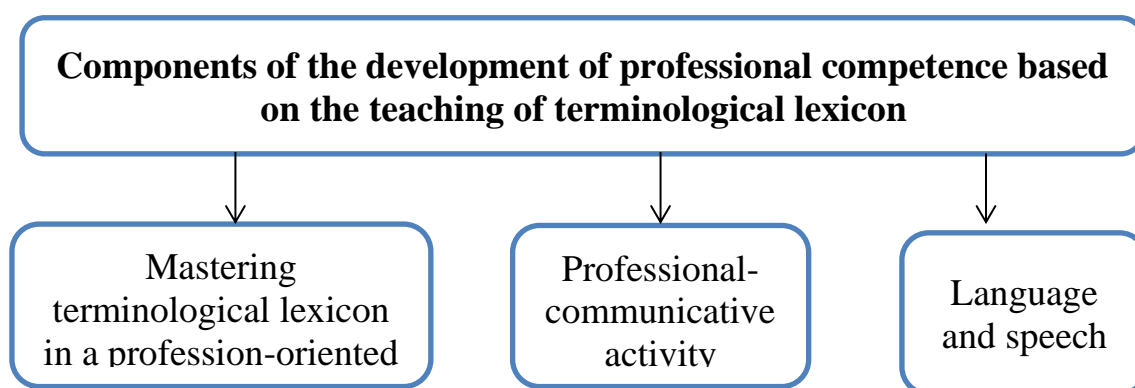 Components of the development of professional competence based
on the teaching of terminological lexicon
Mastering
terminological lexicon
in a profession-oriented
Professional-
communicative
activity
Language
and speech